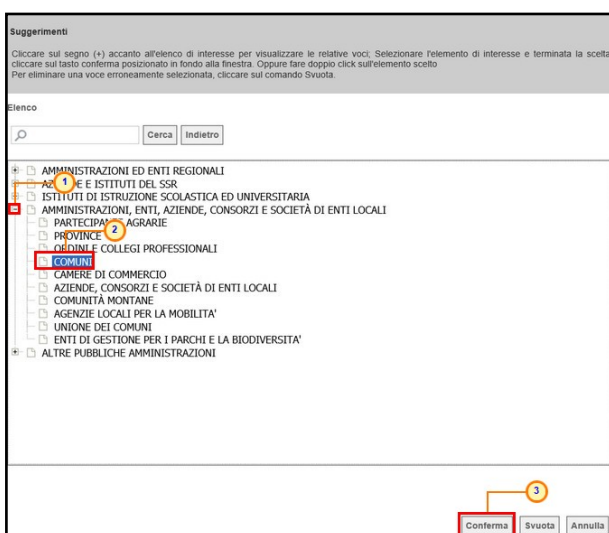 Suggerimenti
Cliccare sul segno (+) accanto all'elenco di interesse per visualizzare le relative voci; Selezionare l'elemento di interesse e terminata la scelta
cliccare sul tasto conferma posizionato in fondo alla finestra. Oppure fare doppio click sull'elemento scelto
Per eliminare una voce erroneamente selezionata, cliccare sul comando Svuota.
Elenco
Cerca Indietro
AMMINISTRAZIONI ED ENTI REGIONALI
1 E ISTITUTI DEL SSR
ISTITUTI DI ISTRUZIONE SCOLASTICA ED UNIVERSITARIA
AMMINISTRAZIONI, ENTI, AZIENDE, CONSORZI E SOCIETÀ DI ENTI LOCALI
AGRARIE
PROVINCE 2
ORDINI E COLLEGI PROFESSIONALI
COMUNI
CAMERE DI COMMERCIO
AZIENDE, CONSORZI E SOCIETÀ DI ENTI LOCALI
COMUNITÀ MONTANE
AGENZIE LOCALI PER LA MOBILITA'
UNIONE DEI COMUNI
ENTI DI GESTIONE PER I PARCHI E LA BIODIVERSITA'
ALTRE PUBBLICHE AMMINISTRAZIONI
3
Conferma Svuota Annulla